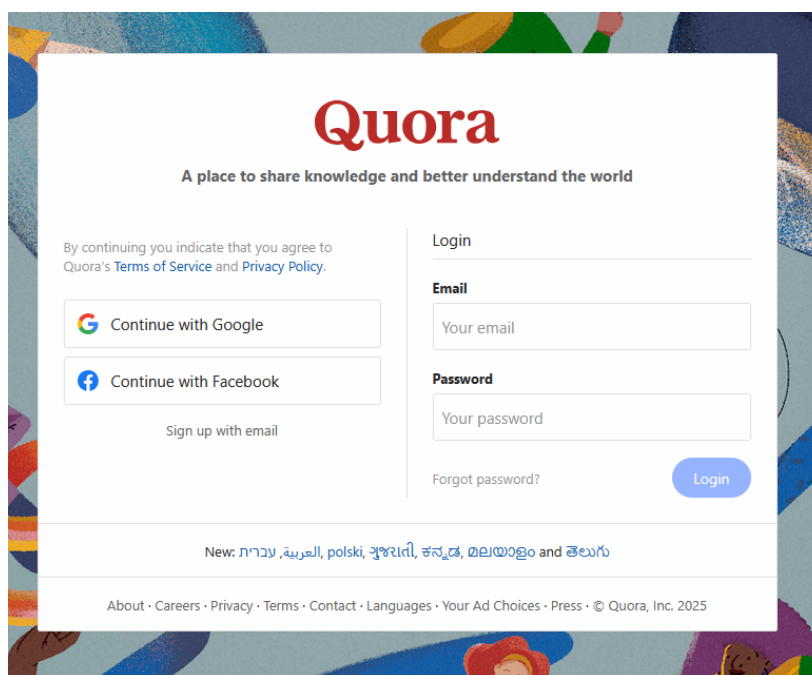 Quora
A place to share knowledge and better understand the world
By continuing you indicate that you agree to
Quora's Terms of Service and Privacy Policy.
Continue with Google
Continue with Facebook
Sign up with email
Login
Email
Your email
Password
Your password
Forgot password?
Login
New: עברית, العربية, polski, ગુજરાતી, ಕನ್ನಡ, മലയാളം and తెలుగు
About · Careers · Privacy · Terms · Contact · Languages · Your Ad Choices · Press · © Quora, Inc. 2025